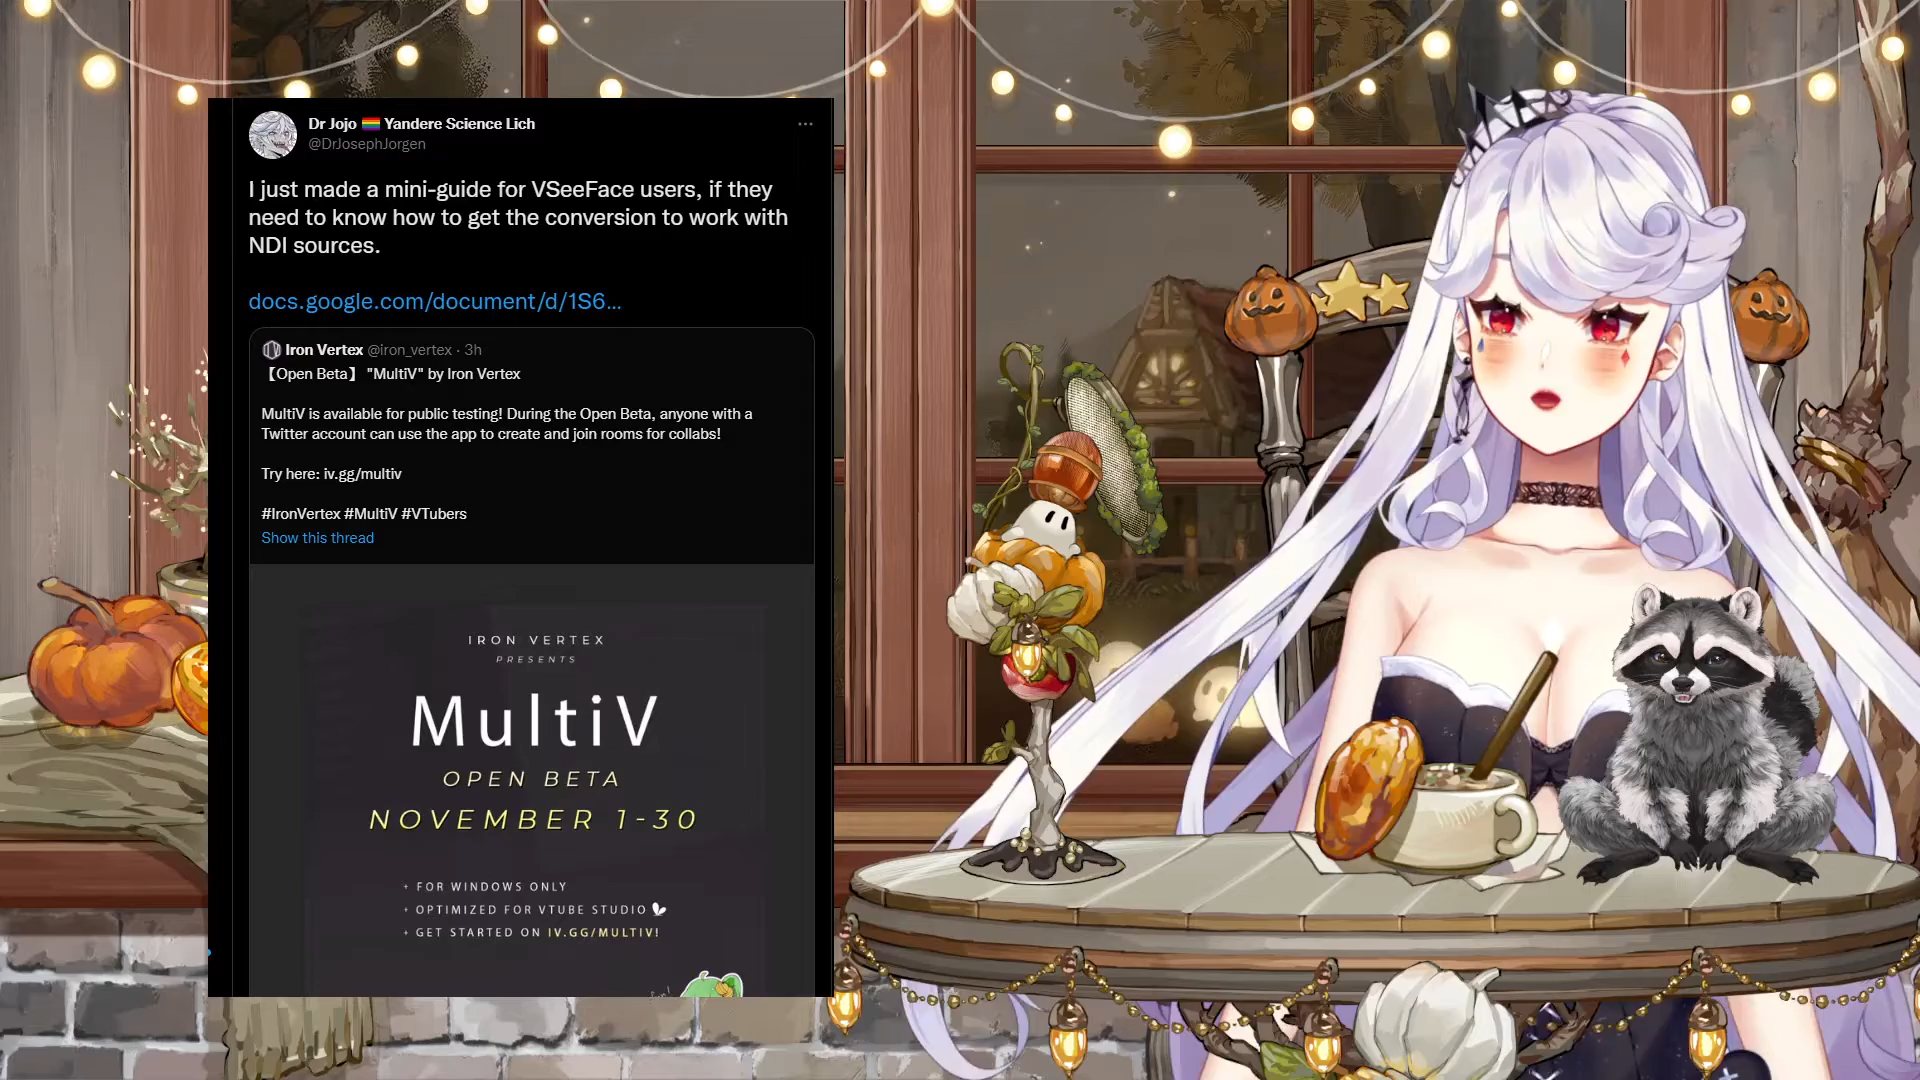 Dr Jojo 🏳️‍🌈 Yandere Science Lich
@DrJosephJorgen
I just made a mini-guide for VSeeFace users, if they
need to know how to get the conversion to work with
NDI sources.
docs.google.com/document/d/1S6...
Iron Vertex @iron_vertex · 3h
【Open Beta】 "MultiV" by Iron Vertex
MultiV is available for public testing! During the Open Beta, anyone with a
Twitter account can use the app to create and join rooms for collabs!
Try here: iv.gg/multiv
#IronVertex #MultiV #VTubers
Show this thread
IRON VERTEX
PRESENTS
MultiV
OPEN BETA
NOVEMBER 1-30
+ FOR WINDOWS ONLY
+ OPTIMIZED FOR VTUBE STUDIO
+ GET STARTED ON IV.GG/MULTIV!